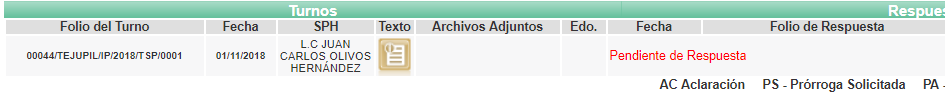 Turnos Respues
Folio del Turno Fecha SPH Texto Archivos Adjuntos Edo. Fecha Folio de Respuesta
00044/TEJUPIL/IP/2018/TSP/0001 01/11/2018 L.C JUAN CARLOS OLIVOS HERNÁNDEZ Pendiente de Respuesta
AC Aclaración PS - Prórroga Solicitada PA -